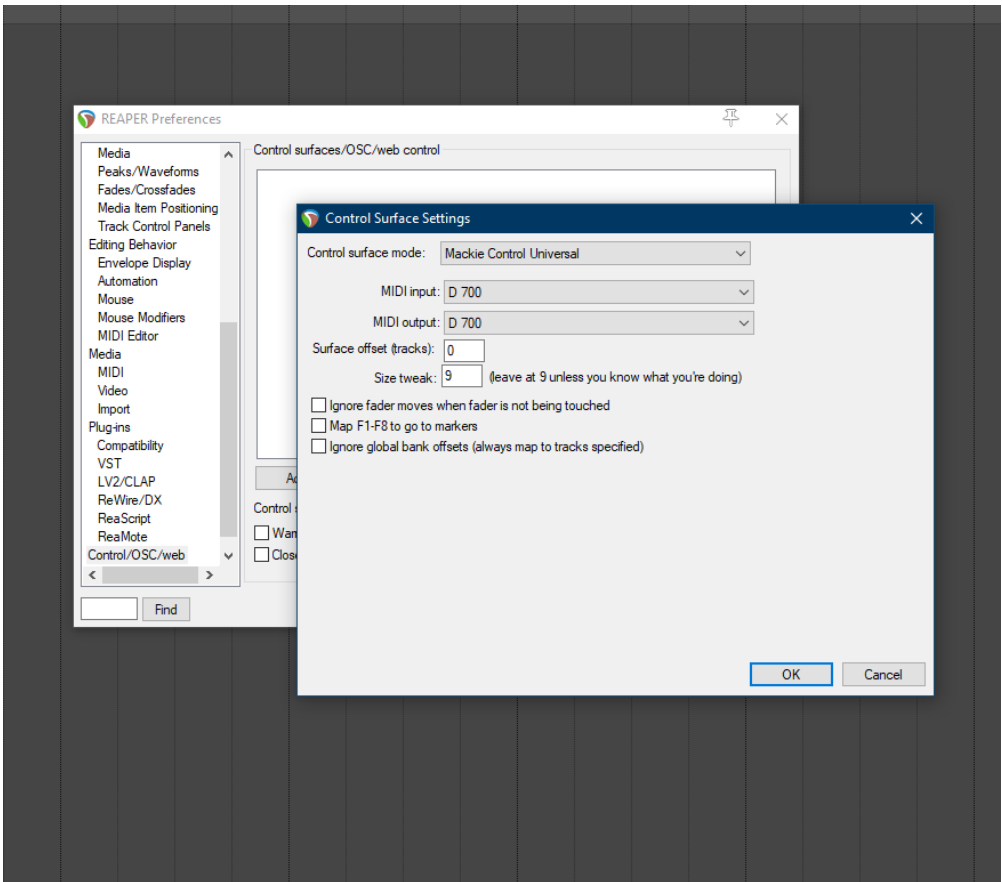 REAPER Preferences
Media
Peaks/Waveforms
Fades/Crossfades
Media Item Positioning
Track Control Panels
Editing Behavior
Envelope Display
Automation
Mouse
Mouse Modifiers
MIDI Editor
Media
MIDI
Video
Import
Plug-ins
Compatibility
VST
LV2/CLAP
ReWire/DX
ReaScript
ReaMote
Control/OSC/web
Find
Control surfaces/OSC/web control
Control
Control Surface Settings
Control surface mode: Mackie Control Universal
MIDI input: D 700
MIDI output: D 700
Surface offset (tracks): 0
Size tweak: 9 (leave at 9 unless you know what you're doing)
Ignore fader moves when fader is not being touched
Map F1-F8 to go to markers
Ignore global bank offsets (always map to tracks specified)
OK Cancel